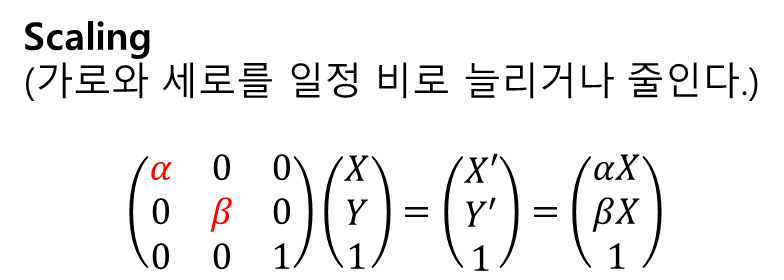 Scaling
(가로와 세로를 일정 비로 늘리거나 줄인다.)
α 0 0 X X′ αX
0 β 0 Y = Y′ = βX
0 0 1 1 1 1